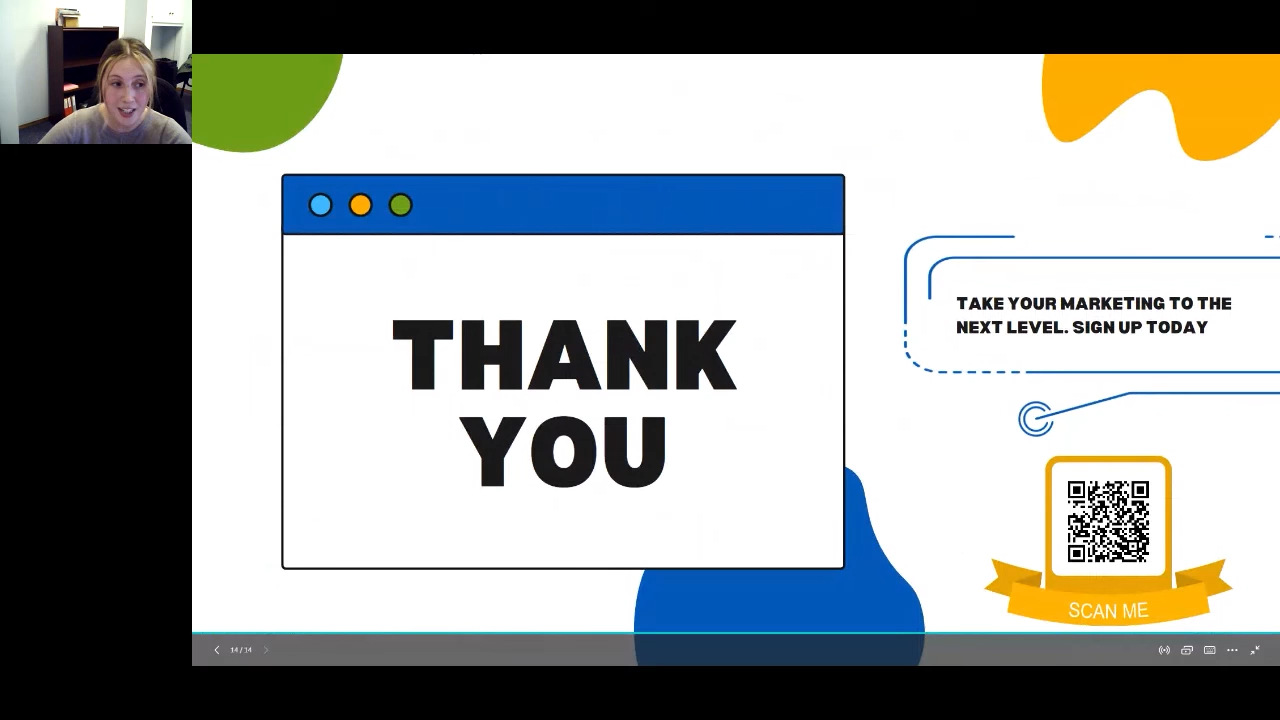 THANK
YOU
TAKE YOUR MARKETING TO THE
NEXT LEVEL. SIGN UP TODAY
SCAN ME
14 / 14